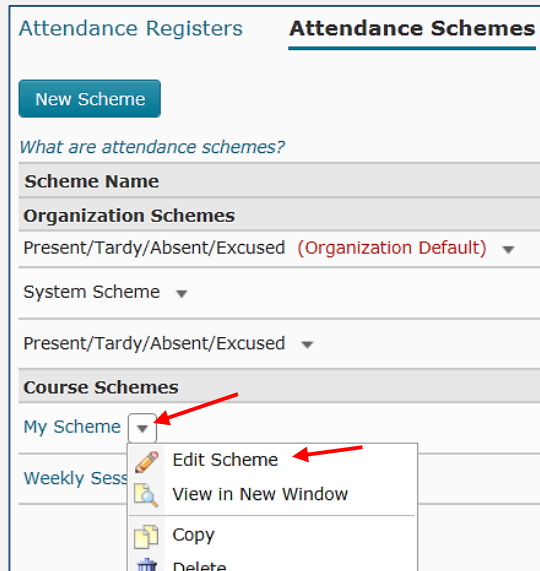 Attendance Registers Attendance Schemes
New Scheme
What are attendance schemes?
Scheme Name
Organization Schemes
Present/Tardy/Absent/Excused (Organization Default)
System Scheme
Present/Tardy/Absent/Excused
Course Schemes
My Scheme
Edit Scheme
Weekly Sess
View in New Window
Copy
Delete